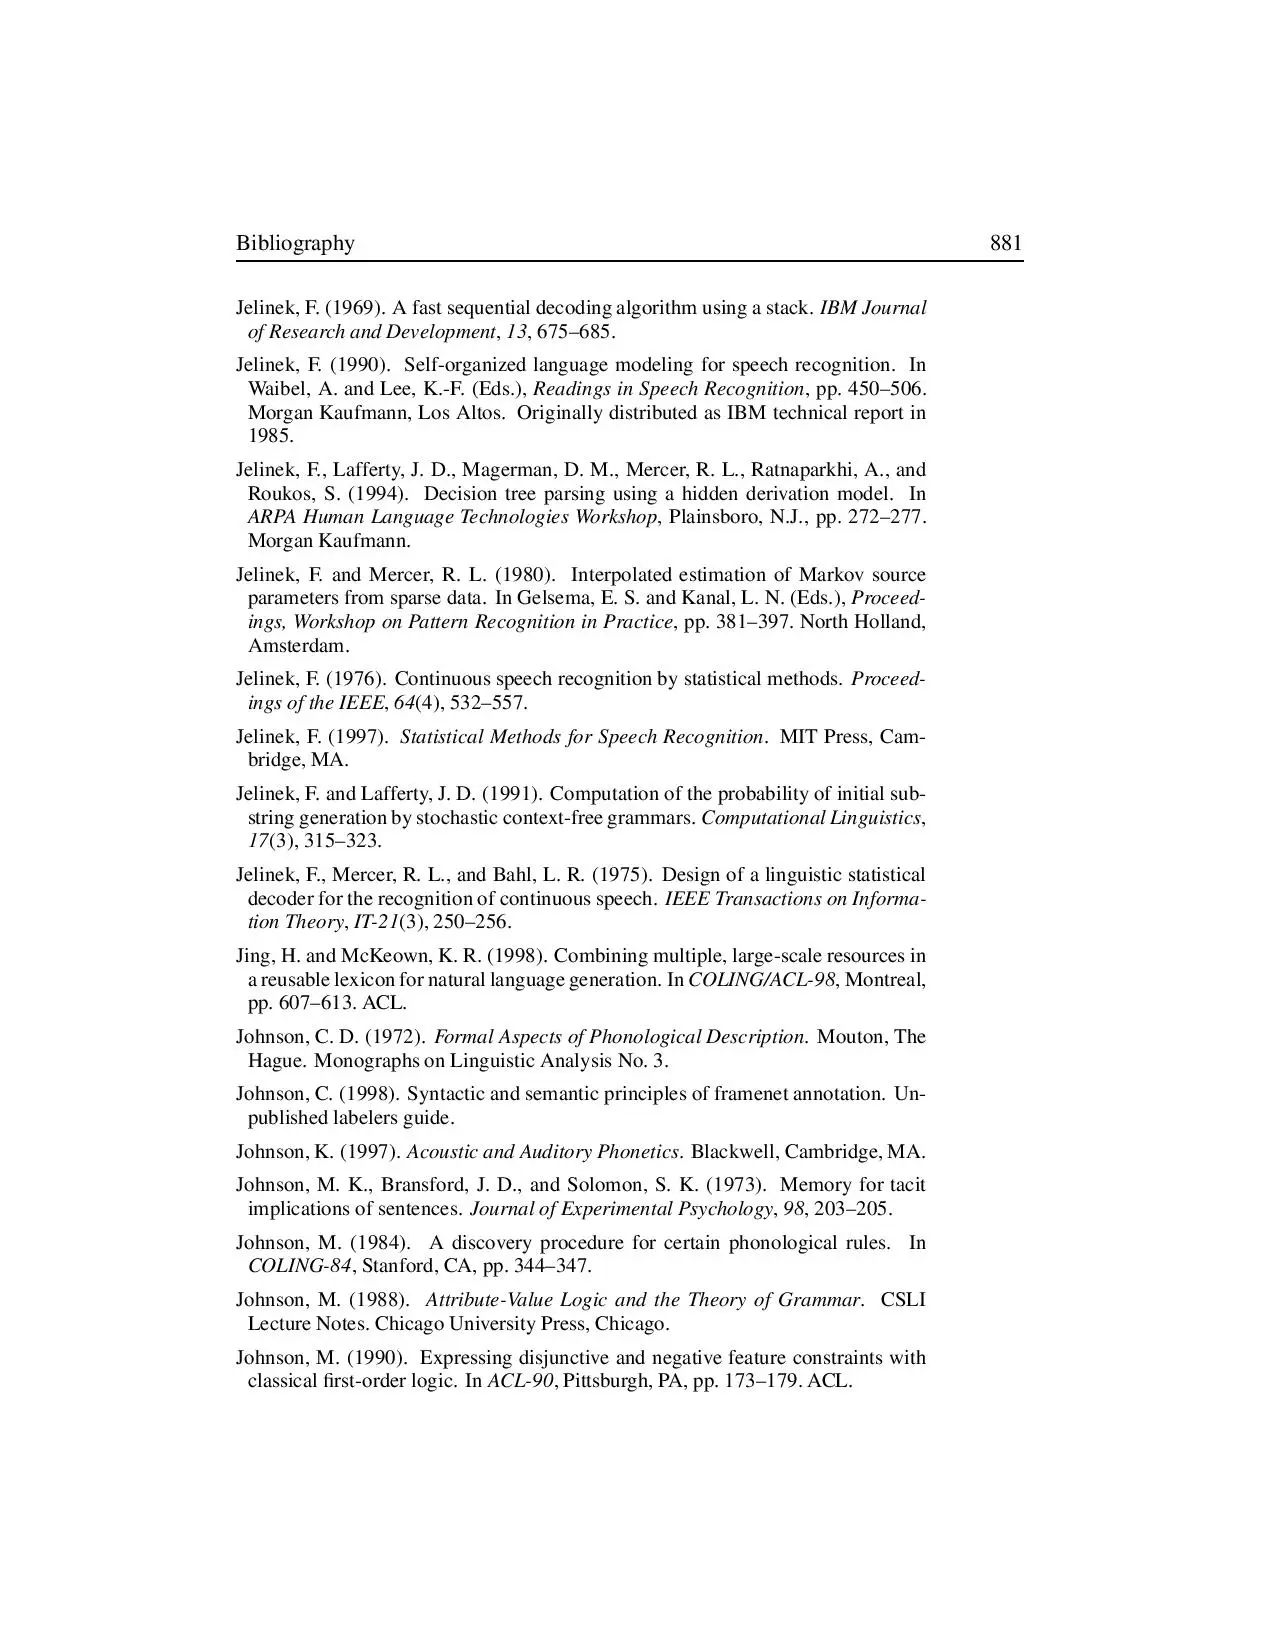 Bibliography 881
Jelinek, F. (1969). A fast sequential decoding algorithm using a stack. IBM Journal
of Research and Development, 13, 675–685.
Jelinek, F. (1990). Self-organized language modeling for speech recognition. In
Waibel, A. and Lee, K.-F. (Eds.), Readings in Speech Recognition, pp. 450–506.
Morgan Kaufmann, Los Altos. Originally distributed as IBM technical report in
1985.
Jelinek, F., Lafferty, J. D., Magerman, D. M., Mercer, R. L., Ratnaparkhi, A., and
Roukos, S. (1994). Decision tree parsing using a hidden derivation model. In
ARPA Human Language Technologies Workshop, Plainsboro, N.J., pp. 272–277.
Morgan Kaufmann.
Jelinek, F. and Mercer, R. L. (1980). Interpolated estimation of Markov source
parameters from sparse data. In Gelsema, E. S. and Kanal, L. N. (Eds.), Proceed-
ings, Workshop on Pattern Recognition in Practice, pp. 381–397. North Holland,
Amsterdam.
Jelinek, F. (1976). Continuous speech recognition by statistical methods. Proceed-
ings of the IEEE, 64(4), 532–557.
Jelinek, F. (1997). Statistical Methods for Speech Recognition. MIT Press, Cam-
bridge, MA.
Jelinek, F. and Lafferty, J. D. (1991). Computation of the probability of initial sub-
string generation by stochastic context-free grammars. Computational Linguistics,
17(3), 315–323.
Jelinek, F., Mercer, R. L., and Bahl, L. R. (1975). Design of a linguistic statistical
decoder for the recognition of continuous speech. IEEE Transactions on Informa-
tion Theory, IT-21(3), 250–256.
Jing, H. and McKeown, K. R. (1998). Combining multiple, large-scale resources in
a reusable lexicon for natural language generation. In COLING/ACL-98, Montreal,
pp. 607–613. ACL.
Johnson, C. D. (1972). Formal Aspects of Phonological Description. Mouton, The
Hague. Monographs on Linguistic Analysis No. 3.
Johnson, C. (1998). Syntactic and semantic principles of framenet annotation. Un-
published labelers guide.
Johnson, K. (1997). Acoustic and Auditory Phonetics. Blackwell, Cambridge, MA.
Johnson, M. K., Bransford, J. D., and Solomon, S. K. (1973). Memory for tacit
implications of sentences. Journal of Experimental Psychology, 98, 203–205.
Johnson, M. (1984). A discovery procedure for certain phonological rules. In
COLING-84, Stanford, CA, pp. 344–347.
Johnson, M. (1988). Attribute-Value Logic and the Theory of Grammar. CSLI
Lecture Notes. Chicago University Press, Chicago.
Johnson, M. (1990). Expressing disjunctive and negative feature constraints with
classical first-order logic. In ACL-90, Pittsburgh, PA, pp. 173–179. ACL.